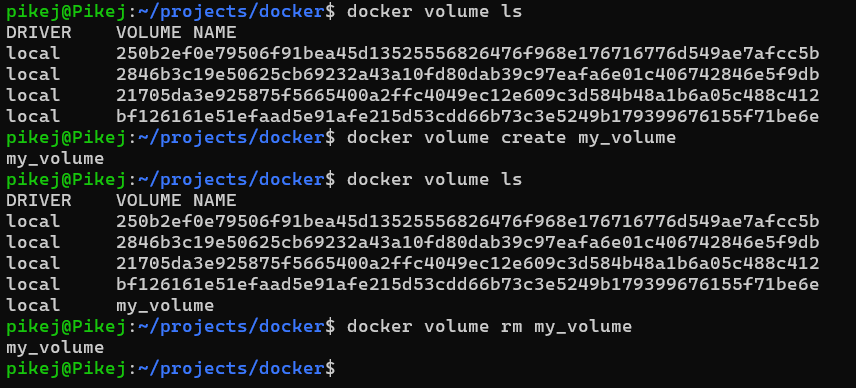 pikej@Pikej:~/projects/docker$ docker volume ls
DRIVER    VOLUME NAME
local     250b2ef0e79506f91bea45d13525556826476f968e176716776d549ae7afcc5b
local     2846b3c19e50625cb69232a43a10fd80dab39c97eafa6e01c406742846e5f9db
local     21705da3e925875f5665400a2ffc4049ec12e609c3d584b48a1b6a05c488c412
local     bf126161e51efaad5e91afe215d53cdd66b73c3e5249b179399676155f71be6e
pikej@Pikej:~/projects/docker$ docker volume create my_volume
my_volume
pikej@Pikej:~/projects/docker$ docker volume ls
DRIVER    VOLUME NAME
local     250b2ef0e79506f91bea45d13525556826476f968e176716776d549ae7afcc5b
local     2846b3c19e50625cb69232a43a10fd80dab39c97eafa6e01c406742846e5f9db
local     21705da3e925875f5665400a2ffc4049ec12e609c3d584b48a1b6a05c488c412
local     bf126161e51efaad5e91afe215d53cdd66b73c3e5249b179399676155f71be6e
local     my_volume
pikej@Pikej:~/projects/docker$ docker volume rm my_volume
my_volume
pikej@Pikej:~/projects/docker$